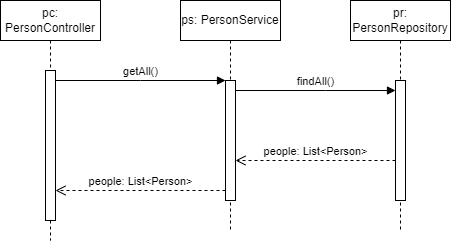 pc:
PersonController
ps: PersonService
pr:
PersonRepository
getAll()
findAll()
people: List<Person>
people: List<Person>